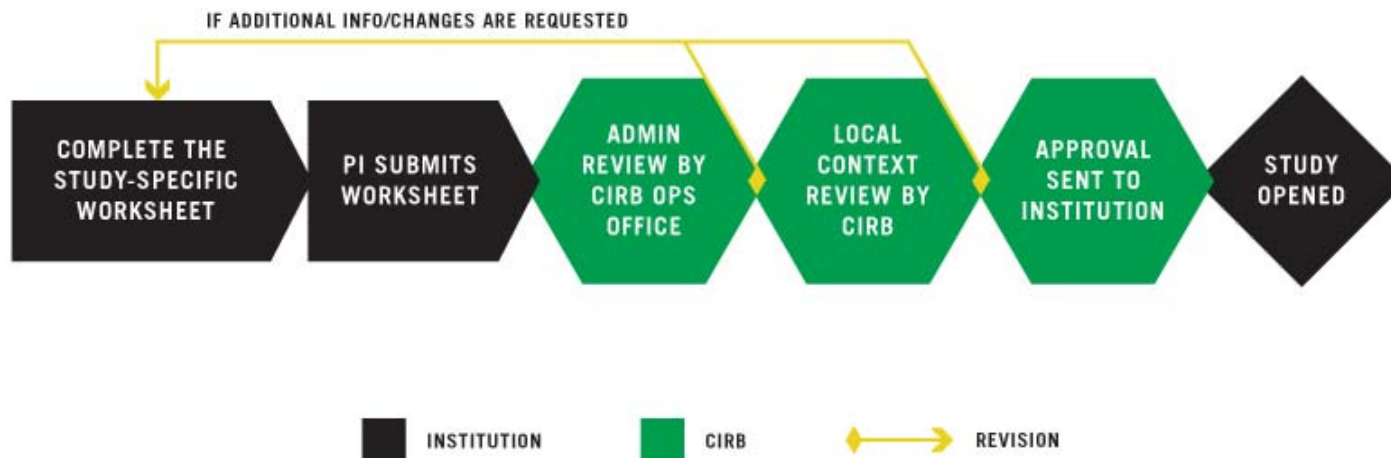 IF ADDITIONAL INFO/CHANGES ARE REQUESTED
COMPLETE THE
STUDY-SPECIFIC
WORKSHEET
PI SUBMITS
WORKSHEET
ADMIN
REVIEW BY
CIRB OPS
OFFICE
LOCAL
CONTEXT
REVIEW BY
CIRB
APPROVAL
SENT TO
INSTITUTION
STUDY
OPENED
INSTITUTION
CIRB
REVISION